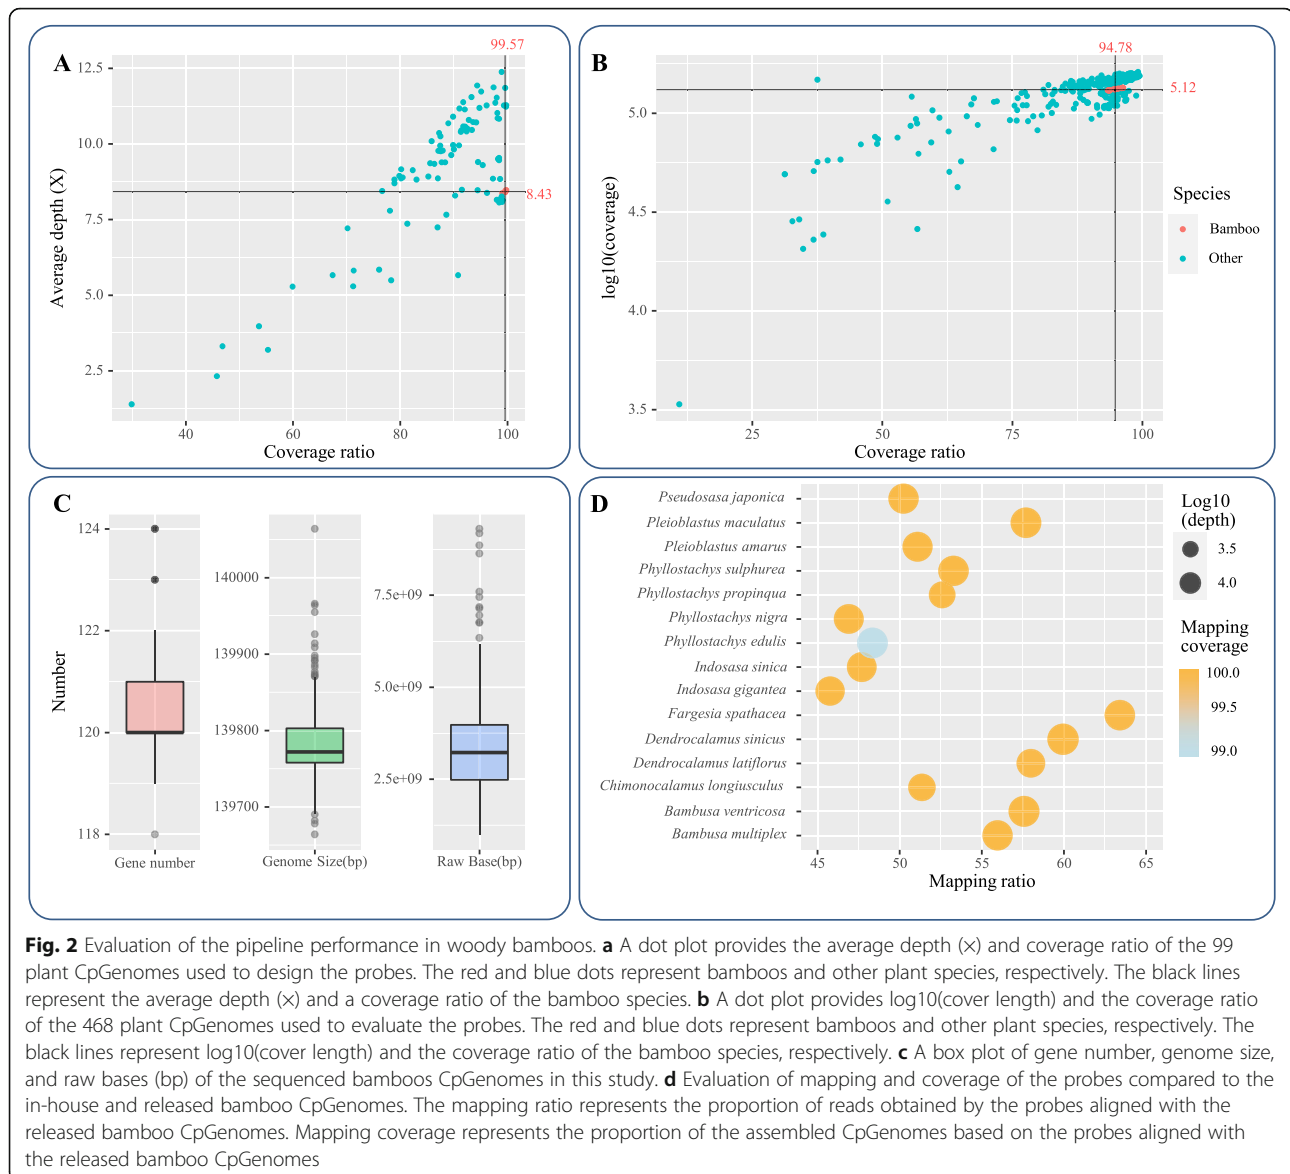 A
99.57
12.5
10.0
7.5
5.0
2.5
8.43
Average depth (X)
40
60
80
100
Coverage ratio
B
94.78
5.12
5.0
4.5
4.0
3.5
log10(coverage)
25
50
75
100
Coverage ratio
Species
Bamboo
Other
C
Number
124
122
120
118
Gene number
140000
139900
139800
139700
Genome Size(bp)
7.5e+09
5.0e+09
2.5e+09
Raw Base(bp)
D
Pseudosasa japonica
Pleioblastus maculatus
Pleioblastus amarus
Phyllostachys sulphurea
Phyllostachys propinqua
Phyllostachys nigra
Phyllostachys edulis
Indosasa sinica
Indosasa gigantea
Fargesia spathacea
Dendrocalamus sinicus
Dendrocalamus latiflorus
Chimonocalamus longiusculus
Bambusa ventricosa
Bambusa multiplex
45
50
55
60
65
Mapping ratio
Log10
(depth)
3.5
4.0
Mapping
coverage
100.0
99.5
99.0
Fig. 2 Evaluation of the pipeline performance in woody bamboos. a A dot plot provides the average depth (×) and coverage ratio of the 99
plant CpGenomes used to design the probes. The red and blue dots represent bamboos and other plant species, respectively. The black lines
represent the average depth (×) and a coverage ratio of the bamboo species. b A dot plot provides log10(cover length) and the coverage ratio
of the 468 plant CpGenomes used to evaluate the probes. The red and blue dots represent bamboos and other plant species, respectively. The
black lines represent log10(cover length) and the coverage ratio of the bamboo species, respectively. c A box plot of gene number, genome size,
and raw bases (bp) of the sequenced bamboos CpGenomes in this study. d Evaluation of mapping and coverage of the probes compared to the
in-house and released bamboo CpGenomes. The mapping ratio represents the proportion of reads obtained by the probes aligned with the
released bamboo CpGenomes. Mapping coverage represents the proportion of the assembled CpGenomes based on the probes aligned with
the released bamboo CpGenomes